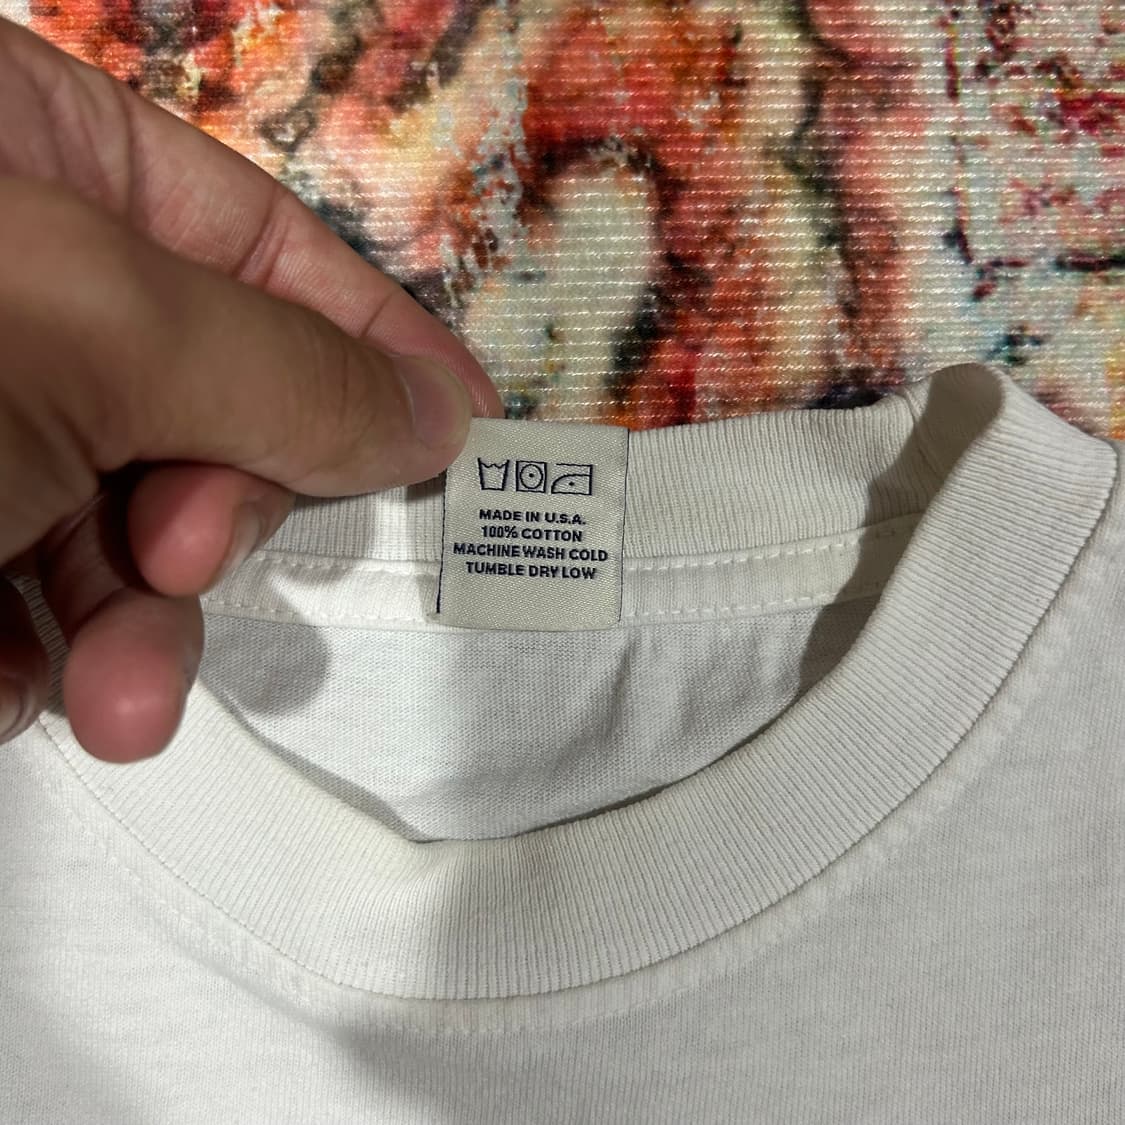 MADE IN U.S.A.
100% COTTON
MACHINE WASH COLD
TUMBLE DRY LOW